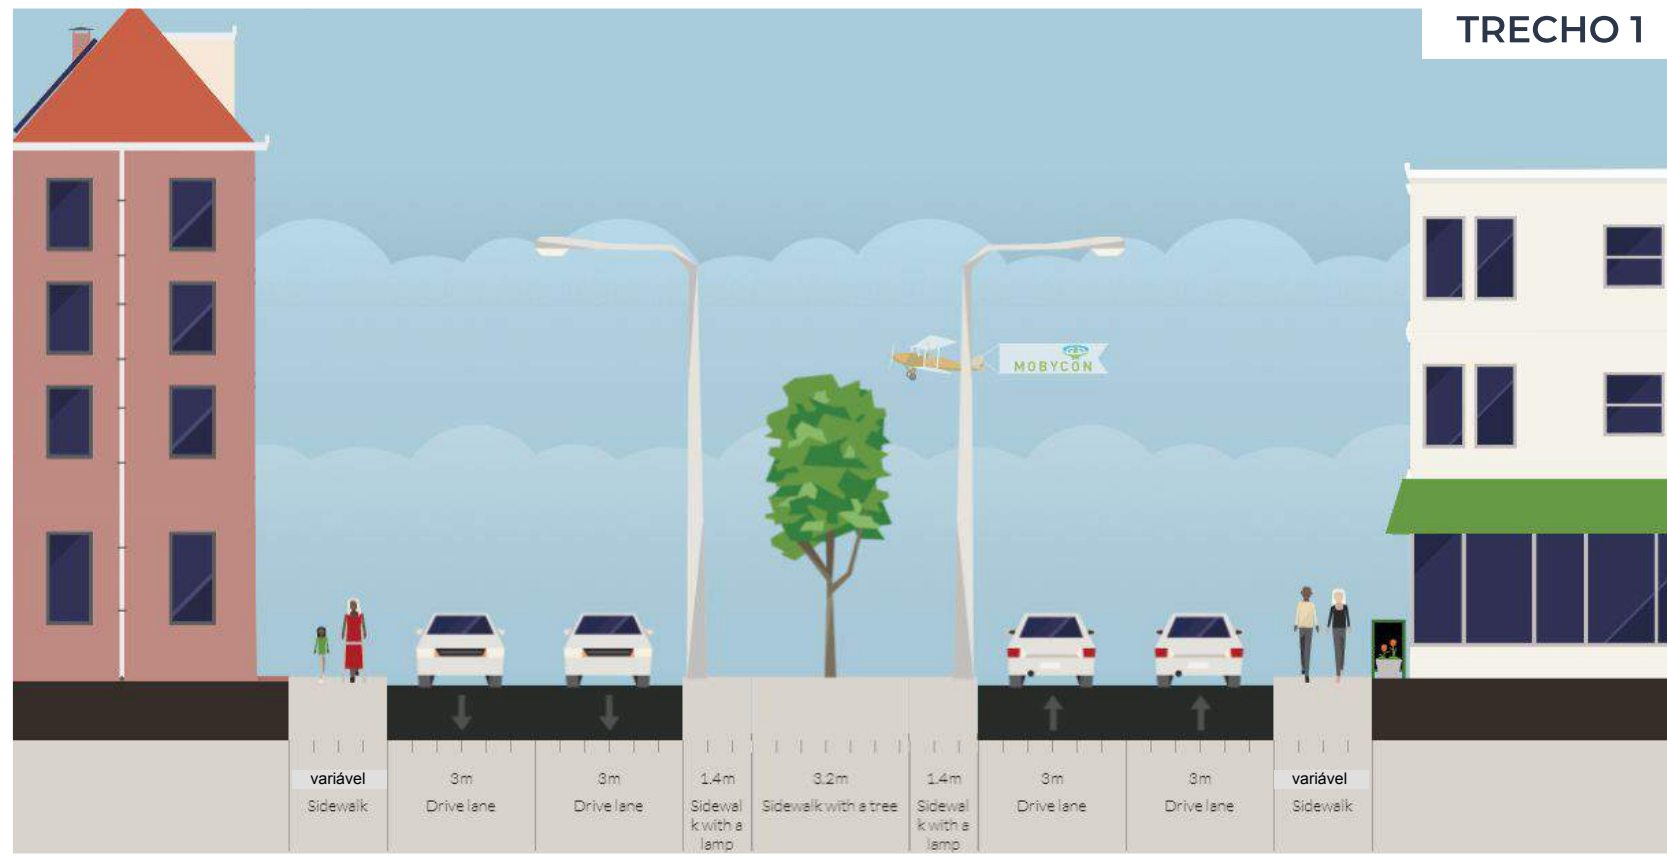 TRECHO 1
MOBYCON
variável
Sidewalk
3m
Drive lane
3m
Drive lane
1.4m
Sidewal
k with a
lamp
3.2m
Sidewalk with a tree
1.4m
Sidewal
k with a
lamp
3m
Drive lane
3m
Drive lane
variável
Sidewalk